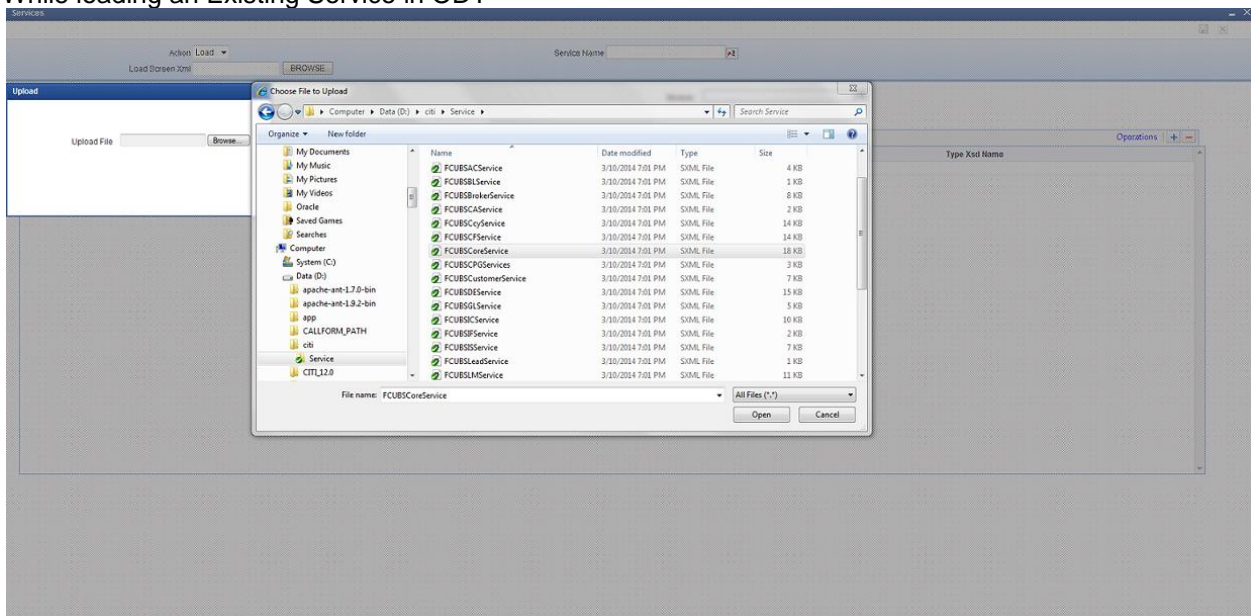 While loading an Existing Service in ODT
Services
Action Load
Service Name
Load Screen Xml
BROWSE
Upload
Upload File
Browse...
Choose File to Upload
Computer ▸ Data (D:) ▸ citi ▸ Service ▸
Search Service
Organize
New folder
My Documents
My Music
My Pictures
My Videos
Oracle
Saved Games
Searches
Computer
System (C:)
Data (D:)
apache-ant-1.7.0-bin
apache-ant-1.9.2-bin
app
CALLFORM_PATH
citi
Service
CITI_12.0
Name Date modified Type Size
FCUBSACService 3/10/2014 7:01 PM SXML File 4 KB
FCUBSBLService 3/10/2014 7:01 PM SXML File 1 KB
FCUBSBrokerService 3/10/2014 7:01 PM SXML File 8 KB
FCUBSCAService 3/10/2014 7:01 PM SXML File 2 KB
FCUBSCcyService 3/10/2014 7:01 PM SXML File 14 KB
FCUBSCFService 3/10/2014 7:01 PM SXML File 14 KB
FCUBSCoreService 3/10/2014 7:01 PM SXML File 18 KB
FCUBSCPGServices 3/10/2014 7:01 PM SXML File 3 KB
FCUBSCustomerService 3/10/2014 7:01 PM SXML File 7 KB
FCUBSDEService 3/10/2014 7:01 PM SXML File 15 KB
FCUBSGLService 3/10/2014 7:01 PM SXML File 5 KB
FCUBSICService 3/10/2014 7:01 PM SXML File 10 KB
FCUBSIFService 3/10/2014 7:01 PM SXML File 2 KB
FCUBSISService 3/10/2014 7:01 PM SXML File 7 KB
FCUBSLeadService 3/10/2014 7:01 PM SXML File 1 KB
FCUBSLMService 3/10/2014 7:01 PM SXML File 11 KB
File name: FCUBSCoreService
All Files (*.*)
Open
Cancel
Operations
Type Xsd Name